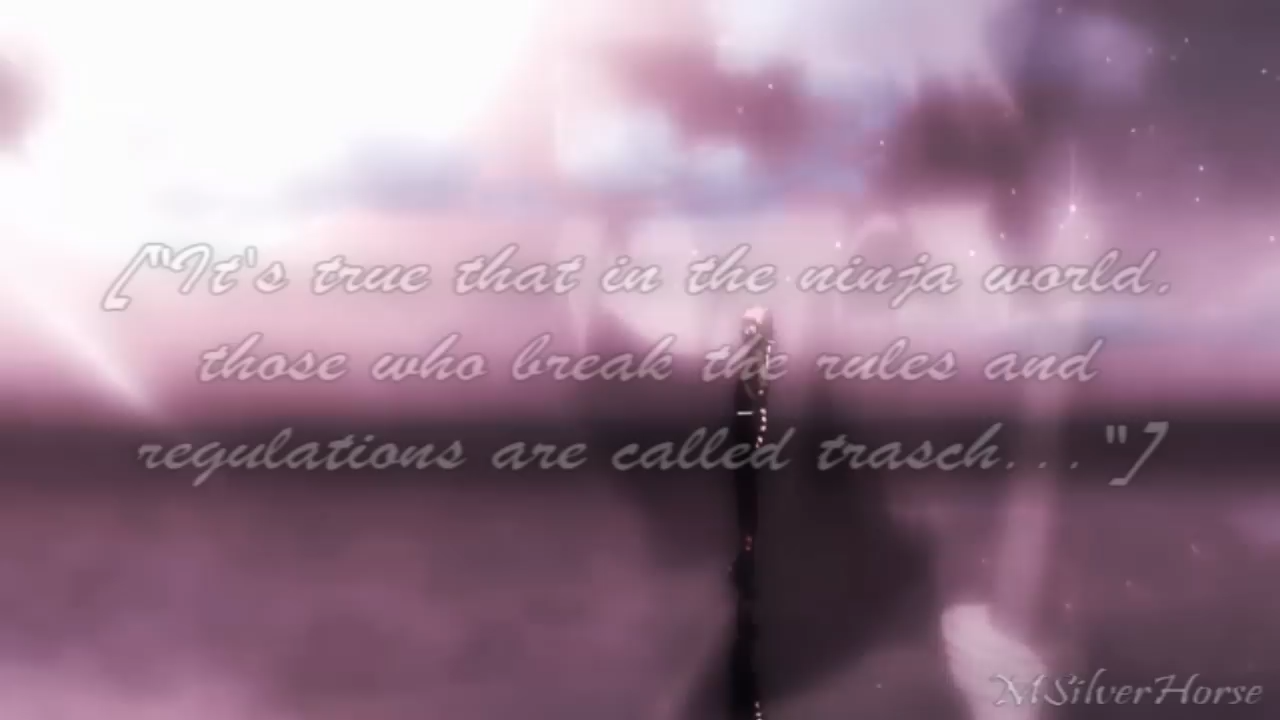 ["It's true that in the ninja world.
those who break the rules and
regulations are called trasch..."]
MSilverHorse